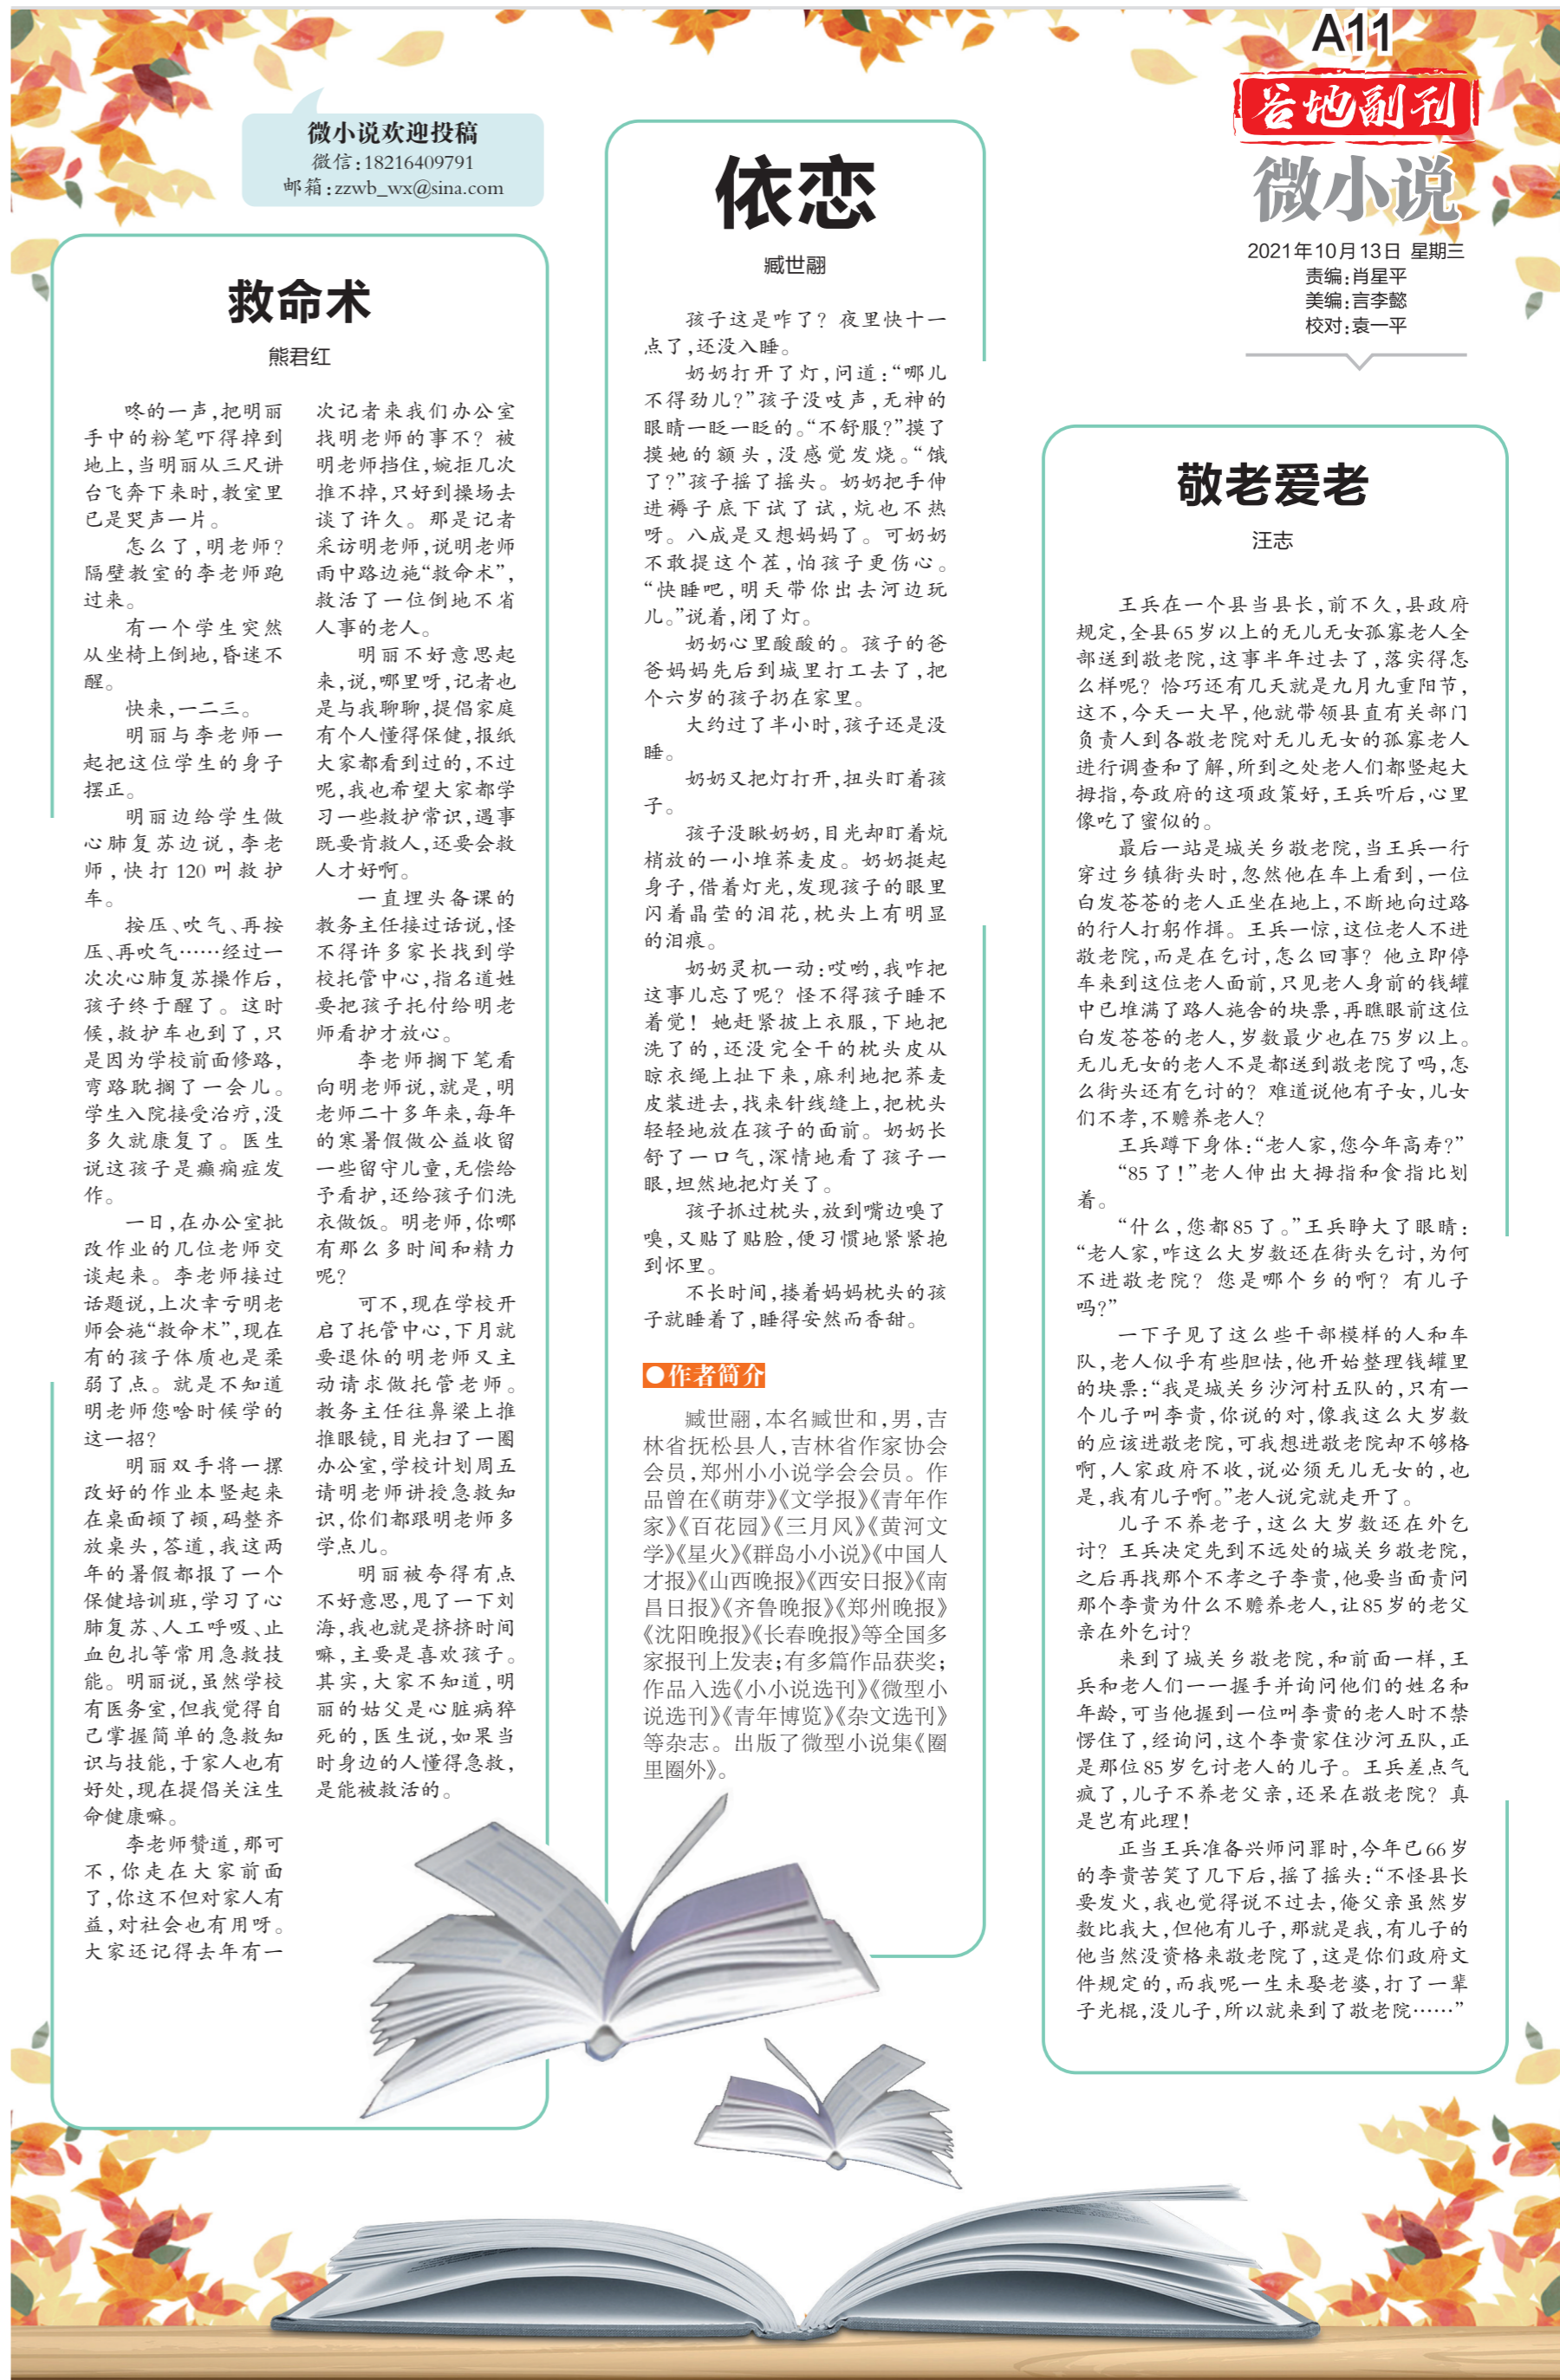 A11
谷地副刊
微小说
2021年10月13日 星期三
责编:肖星平
美编:言李懿
校对:袁一平
微小说欢迎投稿
微信:18216409791
邮箱:zzwb_wx@sina.com
救命术
熊君红
咚的一声,把明丽
手中的粉笔吓得掉到
地上,当明丽从三尺讲
台飞奔下来时,教室里
已是哭声一片。
怎么了,明老师?
隔壁教室的李老师跑
过来。
有一个学生突然
从坐椅上倒地,昏迷不
醒。
快来,一二三。
明丽与李老师一
起把这位学生的身子
摆正。
明丽边给学生做
心肺复苏边说,李老
师,快打 120 叫救护
车。
按压、吹气、再按
压、再吹气……经过一
次次心肺复苏操作后,
孩子终于醒了。这时
候,救护车也到了,只
是因为学校前面修路,
弯路耽搁了一会儿。
学生入院接受治疗,没
多久就康复了。医生
说这孩子是癫痫症发
作。
一日,在办公室批
改作业的几位老师交
谈起来。李老师接过
话题说,上次幸亏明老
师会施“救命术”,现在
有的孩子体质也是柔
弱了点。就是不知道
明老师您啥时候学的
这一招?
明丽双手将一摞
改好的作业本竖起来
在桌面顿了顿,码整齐
放桌头,答道,我这两
年的暑假都报了一个
保健培训班,学习了心
肺复苏、人工呼吸、止
血包扎等常用急救技
能。明丽说,虽然学校
有医务室,但我觉得自
己掌握简单的急救知
识与技能,于家人也有
好处,现在提倡关注生
命健康嘛。
李老师赞道,那可
不,你走在大家前面
了,你这不但对家人有
益,对社会也有用呀。
大家还记得去年有一
次记者来我们办公室
找明老师的事不?被
明老师挡住,婉拒几次
推不掉,只好到操场去
谈了许久。那是记者
采访明老师,说明老师
雨中路边施“救命术”,
救活了一位倒地不省
人事的老人。
明丽不好意思起
来,说,哪里呀,记者也
是与我聊聊,提倡家庭
有个人懂得保健,报纸
大家都看到过的,不过
呢,我也希望大家都学
习一些救护常识,遇事
既要肯救人,还要会救
人才好啊。
一直埋头备课的
教务主任接过话说,怪
不得许多家长找到学
校托管中心,指名道姓
要把孩子托付给明老
师看护才放心。
李老师搁下笔看
向明老师说,就是,明
老师二十多年来,每年
的寒暑假做公益收留
一些留守儿童,无偿给
予看护,还给孩子们洗
衣做饭。明老师,你哪
有那么多时间和精力
呢?
可不,现在学校开
启了托管中心,下月就
要退休的明老师又主
动请求做托管老师。
教务主任往鼻梁上推
推眼镜,目光扫了一圈
办公室,学校计划周五
请明老师讲授急救知
识,你们都跟明老师多
学点儿。
明丽被夸得有点
不好意思,甩了一下刘
海,我也就是挤挤时间
嘛,主要是喜欢孩子。
其实,大家不知道,明
丽的姑父是心脏病猝
死的,医生说,如果当
时身边的人懂得急救,
是能被救活的。
依恋
臧世翮
孩子这是咋了?夜里快十一
点了,还没入睡。
奶奶打开了灯,问道:“哪儿
不得劲儿?”孩子没吱声,无神的
眼睛一眨一眨的。“不舒服?”摸了
摸她的额头,没感觉发烧。“饿
了?”孩子摇了摇头。奶奶把手伸
进褥子底下试了试,炕也不热
呀。八成是又想妈妈了。可奶奶
不敢提这个茬,怕孩子更伤心。
“快睡吧,明天带你出去河边玩
儿。”说着,闭了灯。
奶奶心里酸酸的。孩子的爸
爸妈妈先后到城里打工去了,把
个六岁的孩子扔在家里。
大约过了半小时,孩子还是没
睡。
奶奶又把灯打开,扭头盯着孩
子。
孩子没瞅奶奶,目光却盯着炕
梢放的一小堆荞麦皮。奶奶挺起
身子,借着灯光,发现孩子的眼里
闪着晶莹的泪花,枕头上有明显
的泪痕。
奶奶灵机一动:哎哟,我咋把
这事儿忘了呢?怪不得孩子睡不
着觉!她赶紧披上衣服,下地把
洗了的,还没完全干的枕头皮从
晾衣绳上扯下来,麻利地把荞麦
皮装进去,找来针线缝上,把枕头
轻轻地放在孩子的面前。奶奶长
舒了一口气,深情地看了孩子一
眼,坦然地把灯关了。
孩子抓过枕头,放到嘴边嗅了
嗅,又贴了贴脸,便习惯地紧紧抱
到怀里。
不长时间,搂着妈妈枕头的孩
子就睡着了,睡得安然而香甜。
●作者简介
臧世翮,本名臧世和,男,吉
林省抚松县人,吉林省作家协会
会员,郑州小小说学会会员。作
品曾在《萌芽》《文学报》《青年作
家》《百花园》《三月风》《黄河文
学》《星火》《群岛小小说》《中国人
才报》《山西晚报》《西安日报》《南
昌日报》《齐鲁晚报》《郑州晚报》
《沈阳晚报》《长春晚报》等全国多
家报刊上发表;有多篇作品获奖;
作品入选《小小说选刊》《微型小
说选刊》《青年博览》《杂文选刊》
等杂志。出版了微型小说集《圈
里圈外》。
敬老爱老
汪志
王兵在一个县当县长,前不久,县政府
规定,全县65岁以上的无儿无女孤寡老人全
部送到敬老院,这事半年过去了,落实得怎
么样呢?恰巧还有几天就是九月九重阳节,
这不,今天一大早,他就带领县直有关部门
负责人到各敬老院对无儿无女的孤寡老人
进行调查和了解,所到之处老人们都竖起大
拇指,夸政府的这项政策好,王兵听后,心里
像吃了蜜似的。
最后一站是城关乡敬老院,当王兵一行
穿过乡镇街头时,忽然他在车上看到,一位
白发苍苍的老人正坐在地上,不断地向过路
的行人打躬作揖。王兵一惊,这位老人不进
敬老院,而是在乞讨,怎么回事?他立即停
车来到这位老人面前,只见老人身前的钱罐
中已堆满了路人施舍的块票,再瞧眼前这位
白发苍苍的老人,岁数最少也在75岁以上。
无儿无女的老人不是都送到敬老院了吗,怎
么街头还有乞讨的?难道说他有子女,儿女
们不孝,不赡养老人?
王兵蹲下身体:“老人家,您今年高寿?”
“85了!”老人伸出大拇指和食指比划
着。
“什么,您都85了。”王兵睁大了眼睛:
“老人家,咋这么大岁数还在街头乞讨,为何
不进敬老院?您是哪个乡的啊?有儿子
吗?”
一下子见了这么些干部模样的人和车
队,老人似乎有些胆怯,他开始整理钱罐里
的块票:“我是城关乡沙河村五队的,只有一
个儿子叫李贵,你说的对,像我这么大岁数
的应该进敬老院,可我想进敬老院却不够格
啊,人家政府不收,说必须无儿无女的,也
是,我有儿子啊。”老人说完就走开了。
儿子不养老子,这么大岁数还在外乞
讨?王兵决定先到不远处的城关乡敬老院,
之后再找那个不孝之子李贵,他要当面责问
那个李贵为什么不赡养老人,让85岁的老父
亲在外乞讨?
来到了城关乡敬老院,和前面一样,王
兵和老人们一一握手并询问他们的姓名和
年龄,可当他握到一位叫李贵的老人时不禁
愣住了,经询问,这个李贵家住沙河五队,正
是那位85岁乞讨老人的儿子。王兵差点气
疯了,儿子不养老父亲,还呆在敬老院?真
是岂有此理!
正当王兵准备兴师问罪时,今年已66岁
的李贵苦笑了几下后,摇了摇头:“不怪县长
要发火,我也觉得说不过去,俺父亲虽然岁
数比我大,但他有儿子,那就是我,有儿子的
他当然没资格来敬老院了,这是你们政府文
件规定的,而我呢一生未娶老婆,打了一辈
子光棍,没儿子,所以就来到了敬老院……”